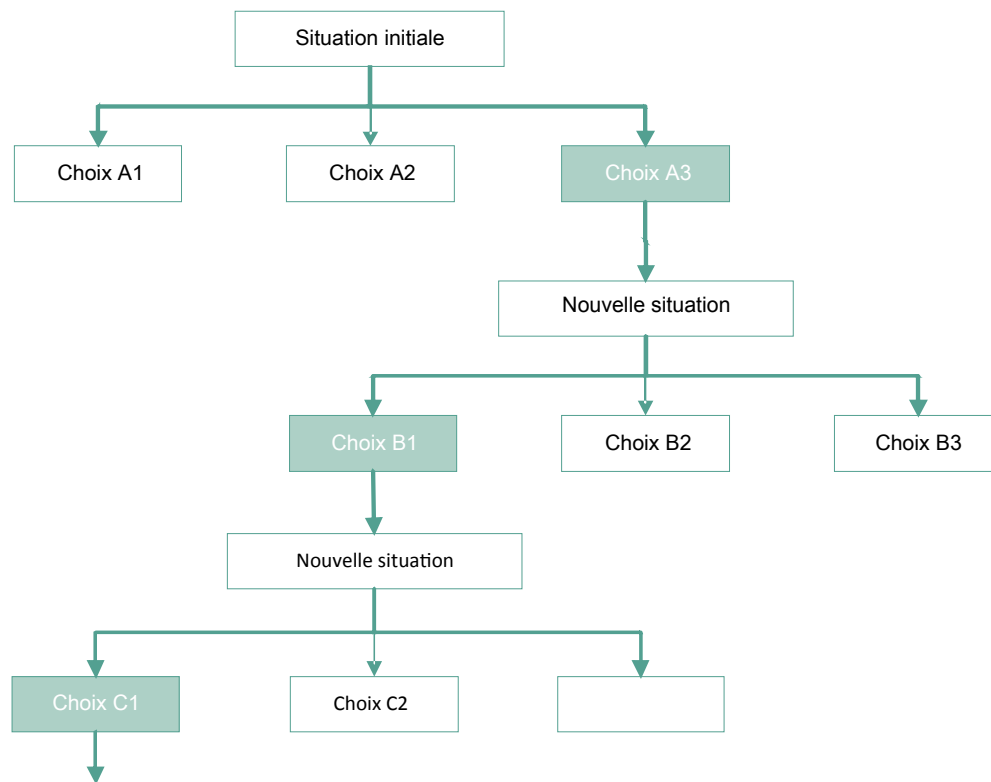 Situation initiale
Choix A1
Choix A2
Choix A3
Nouvelle situation
Choix B1
Choix B2
Choix B3
Nouvelle situation
Choix C1
Choix C2